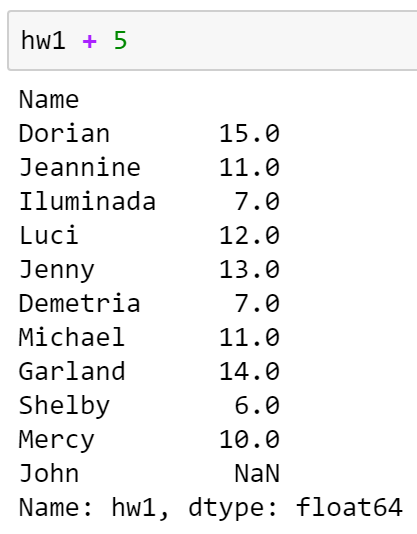 hw1 + 5
Name
Dorian 15.0
Jeannine 11.0
Iluminada 7.0
Luci 12.0
Jenny 13.0
Demetria 7.0
Michael 11.0
Garland 14.0
Shelby 6.0
Mercy 10.0
John NaN
Name: hw1, dtype: float64